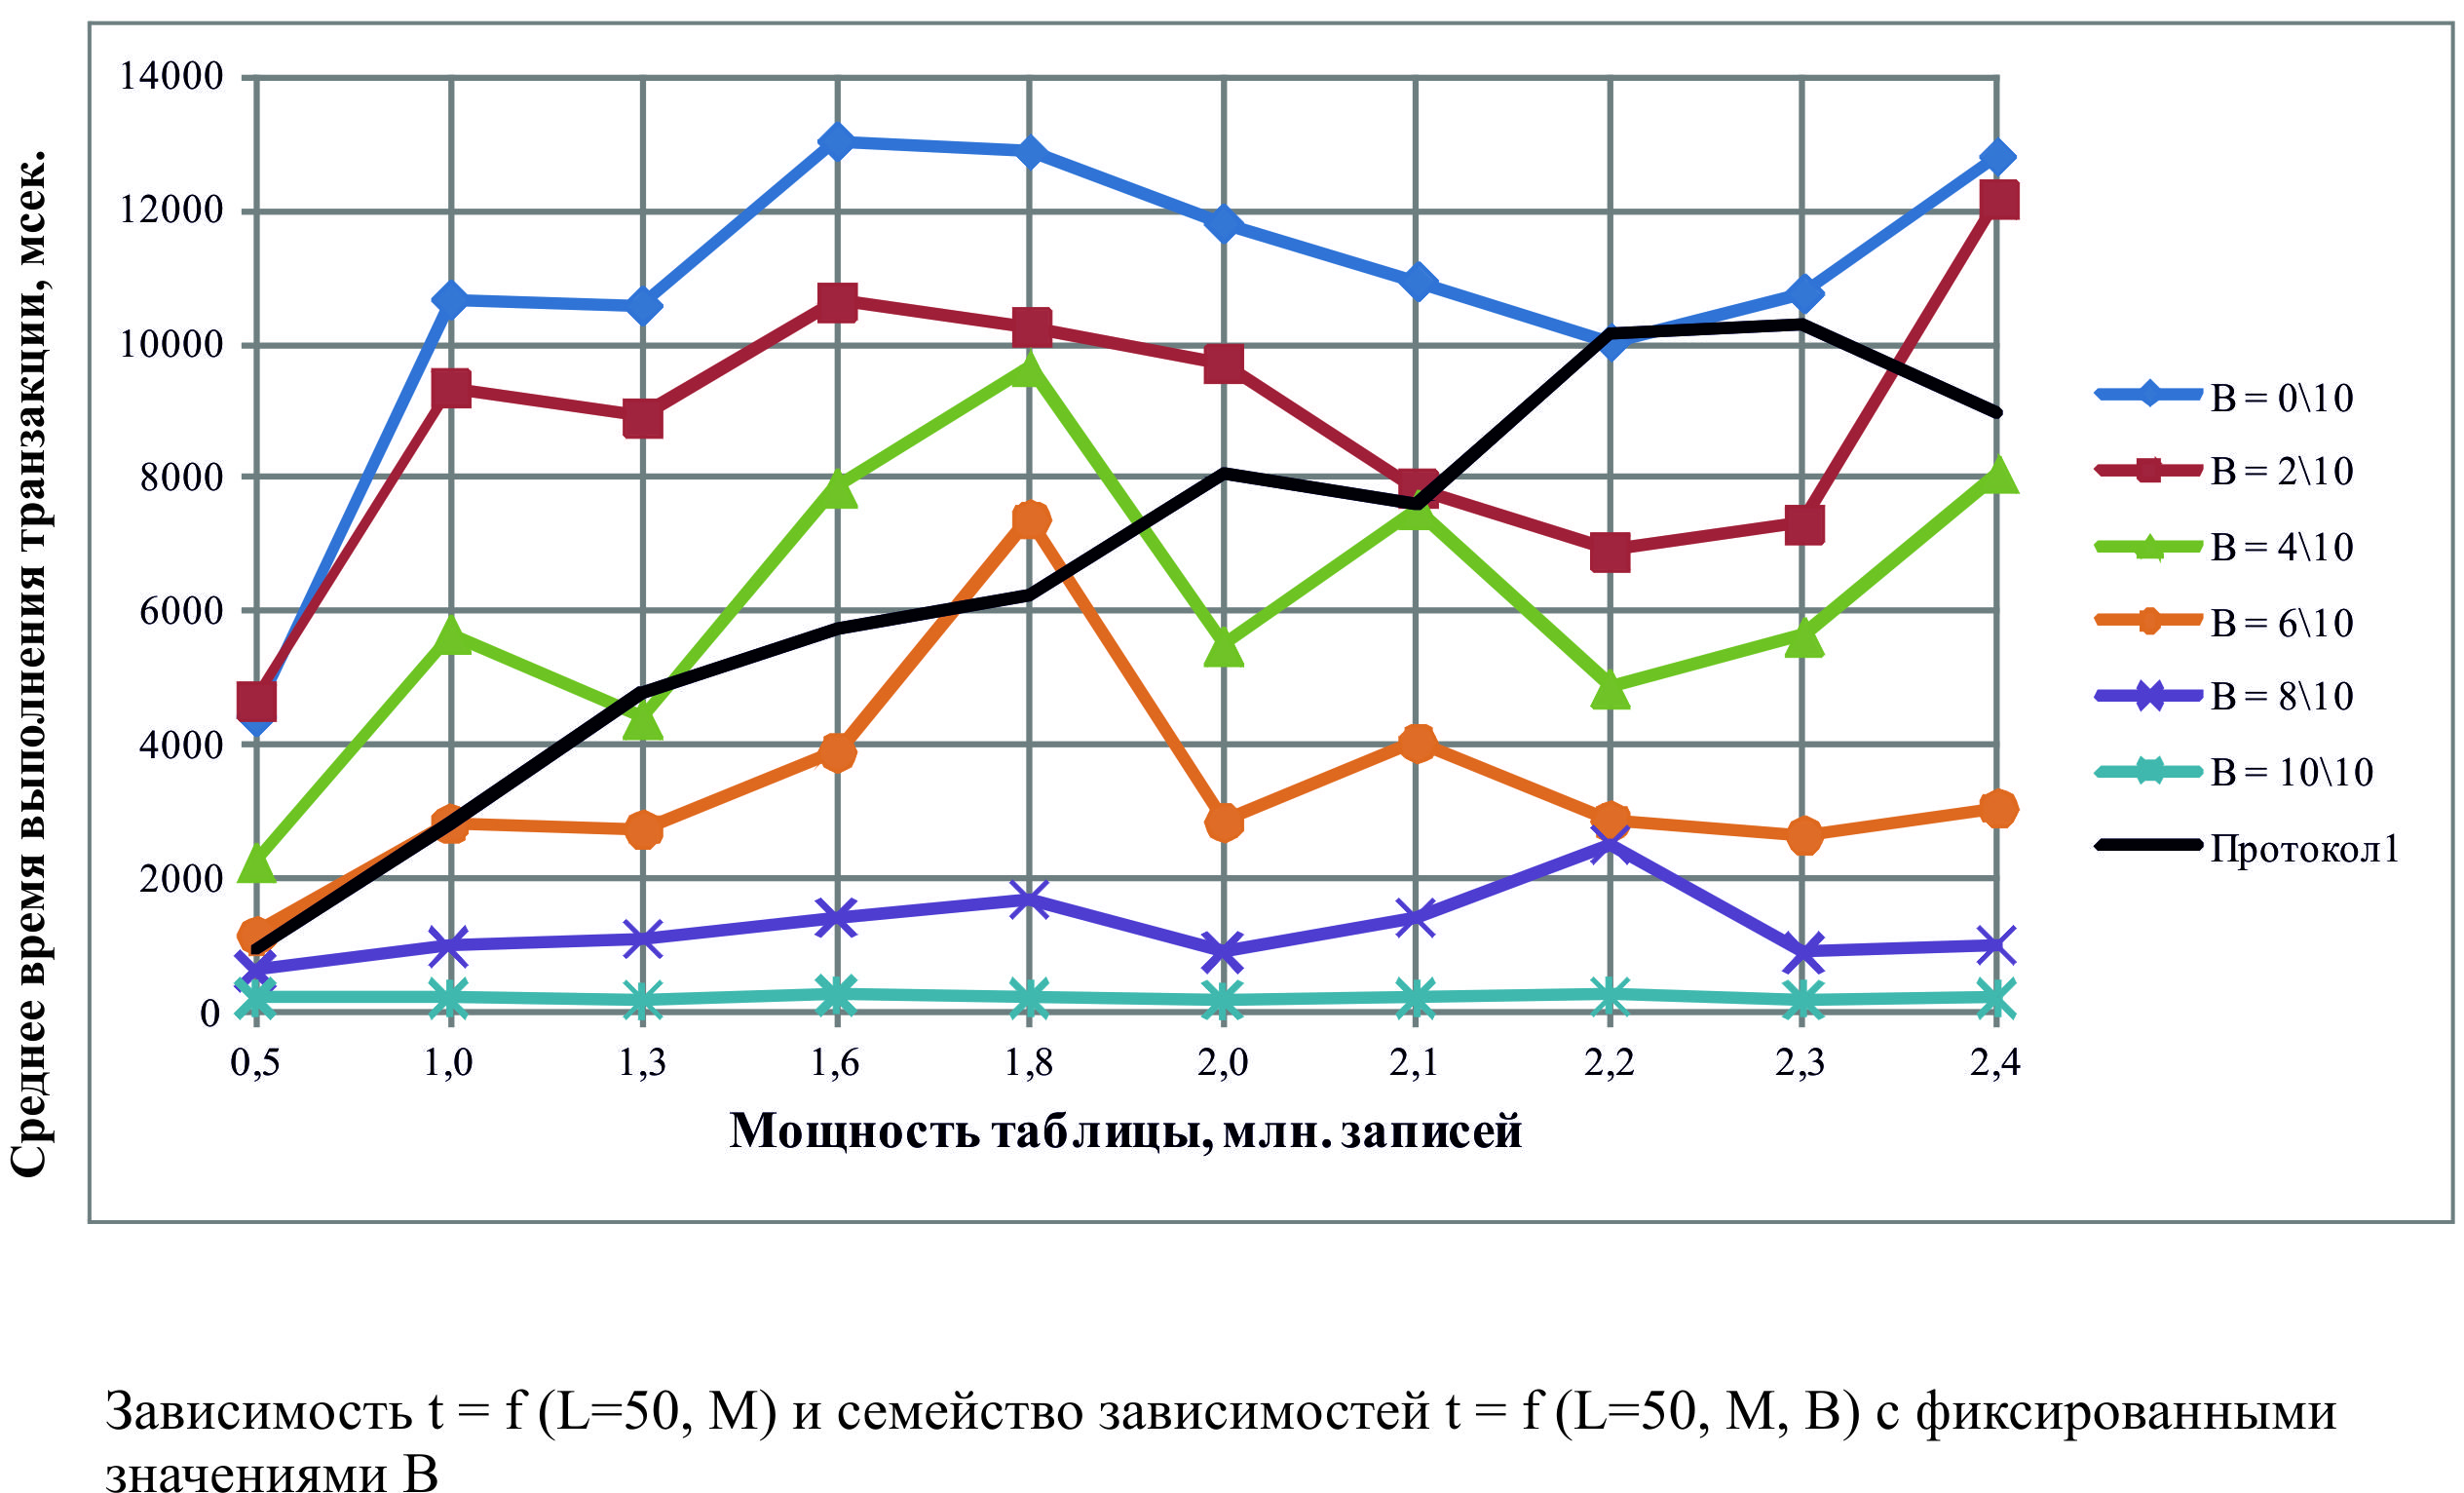 Среднее время выполнения транзакции, мсек.
14000
12000
10000
8000
6000
4000
2000
0
0,5 1,0 1,3 1,6 1,8 2,0 2,1 2,2 2,3 2,4
Мощность таблицы, млн. записей
B = 0\10
B = 2\10
B = 4\10
B = 6\10
B = 8\10
B = 10\10
Протокол1
Зависимость t = f (L=50, M) и семейство зависимостей t = f (L=50, M, B) с фиксированными
значениями B